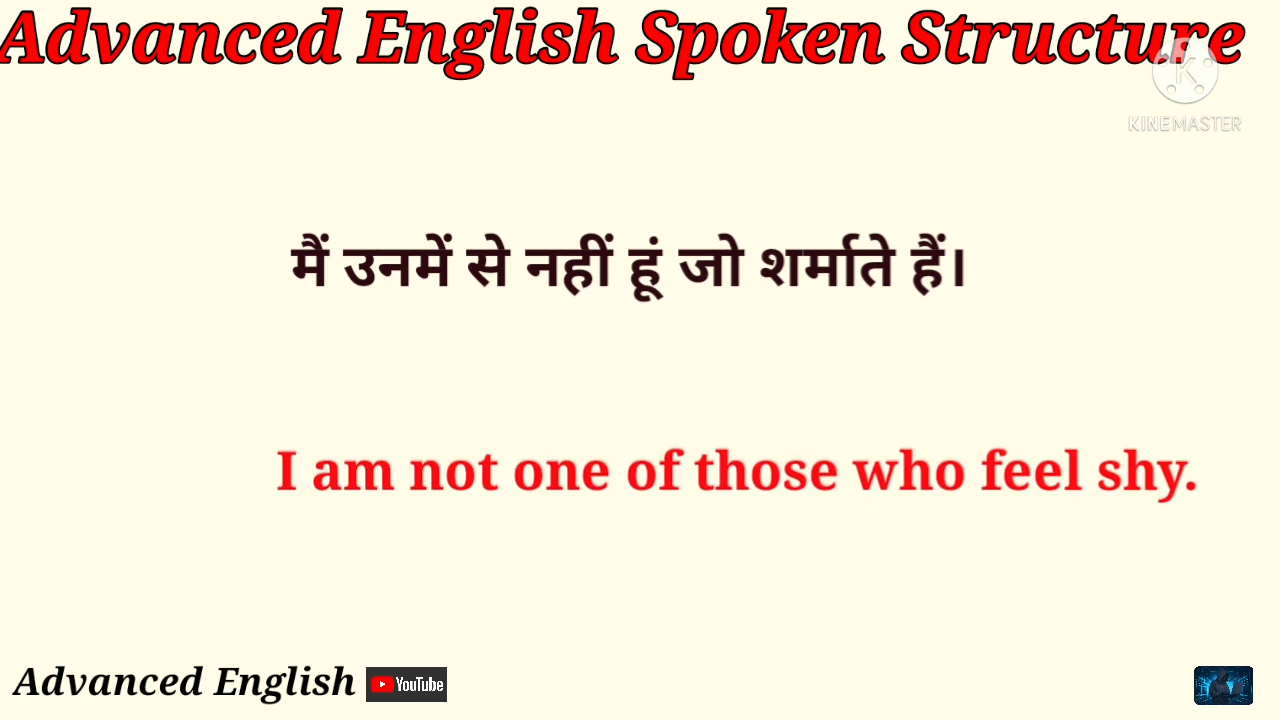 Advanced English Spoken Structure
KINEMASTER
मैं उनमें से नहीं हूं जो शर्माते हैं।
I am not one of those who feel shy.
Advanced English YouTube